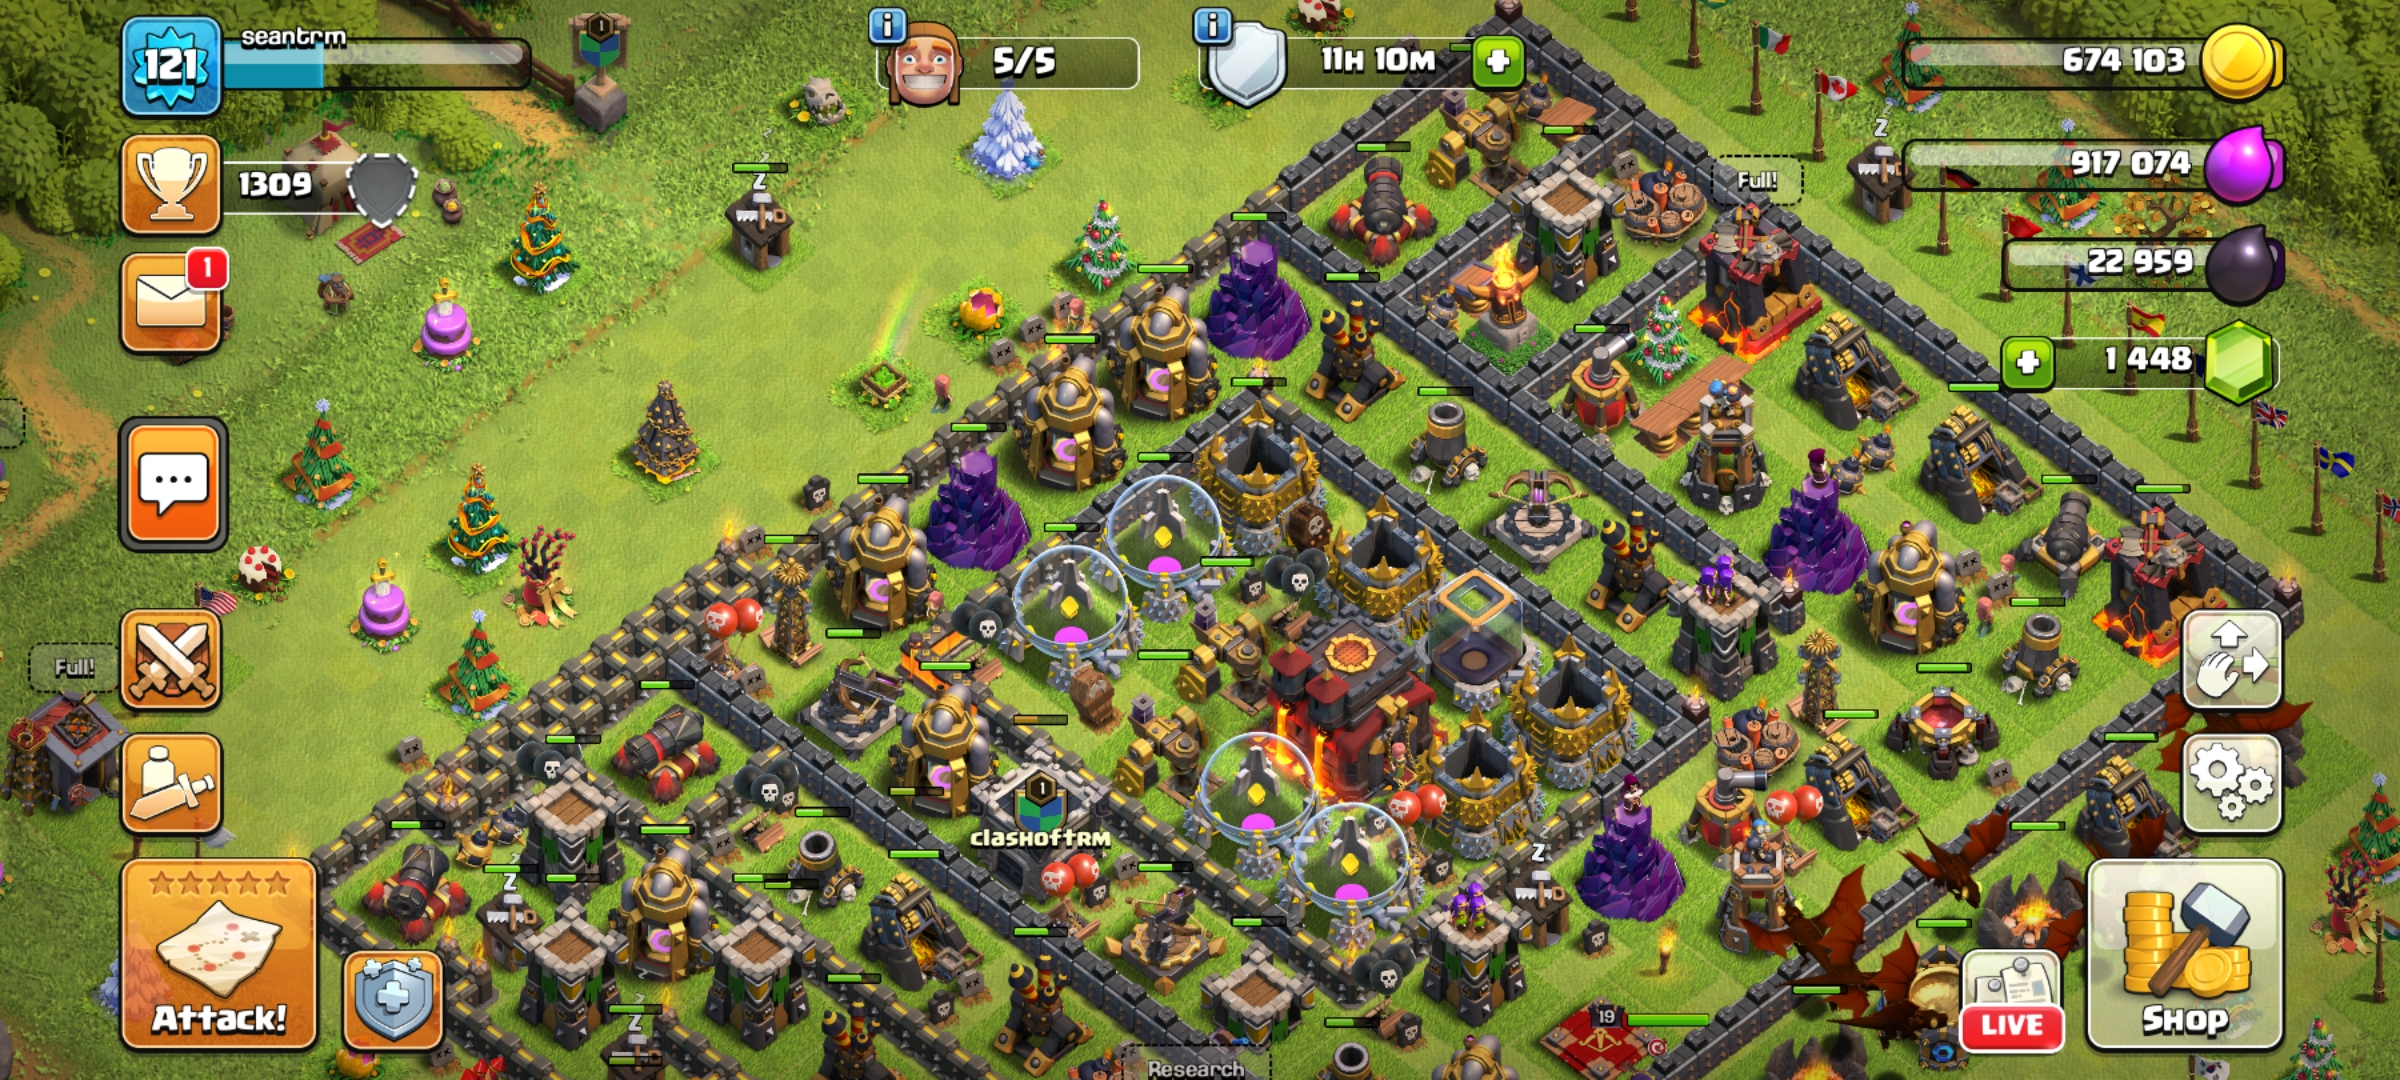 121
seantrm
5/5
11H 10M
674 103
1309
Full!
917 074
22 959
1
1 448
Full!
1
clashofTRM
Attack!
19
LIVE
Shop
Research